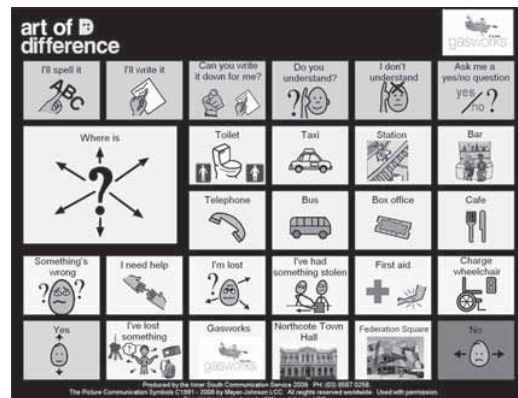 art of D
difference
gasworks
I'll spell it
ABC
I'll write it
Can you write
it down for me?
Do you
understand?
?
I don't
understand
Ask me a
yes/no question
yes
no ?
Where is
?
Toilet
Taxi
Station
Bar
Telephone
Bus
Box office
Cafe
Something's
wrong
? ?
I need help
I'm lost
?
I've had
something stolen
First aid
Charge
wheelchair
Yes
I've lost
something
Gasworks
gasworks
Northcote Town
Hall
Federation Square
No
Produced by the Inner South Communication Service 2009. PH: (03) 9587 0258.
The Picture Communication Symbols C1981 - 2008 by Mayer-Johnson LCC. All rights reserved worldwide. Used with permission.